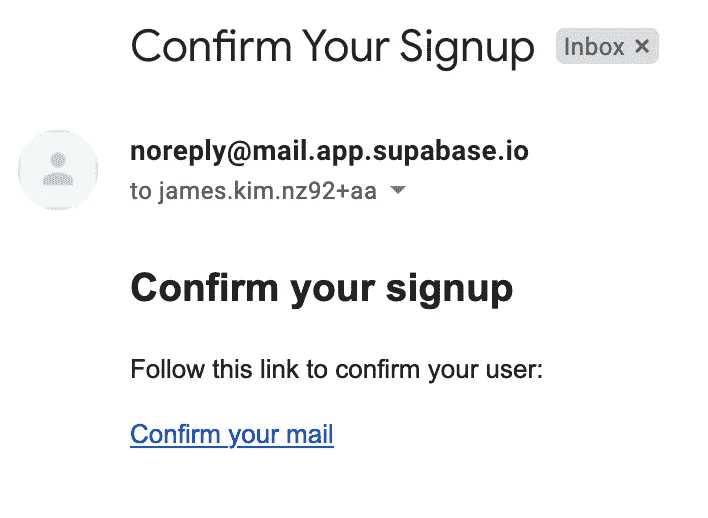 Confirm Your Signup Inbox ×
noreply@mail.app.supabase.io
to james.kim.nz92+aa
Confirm your signup
Follow this link to confirm your user:
Confirm your mail